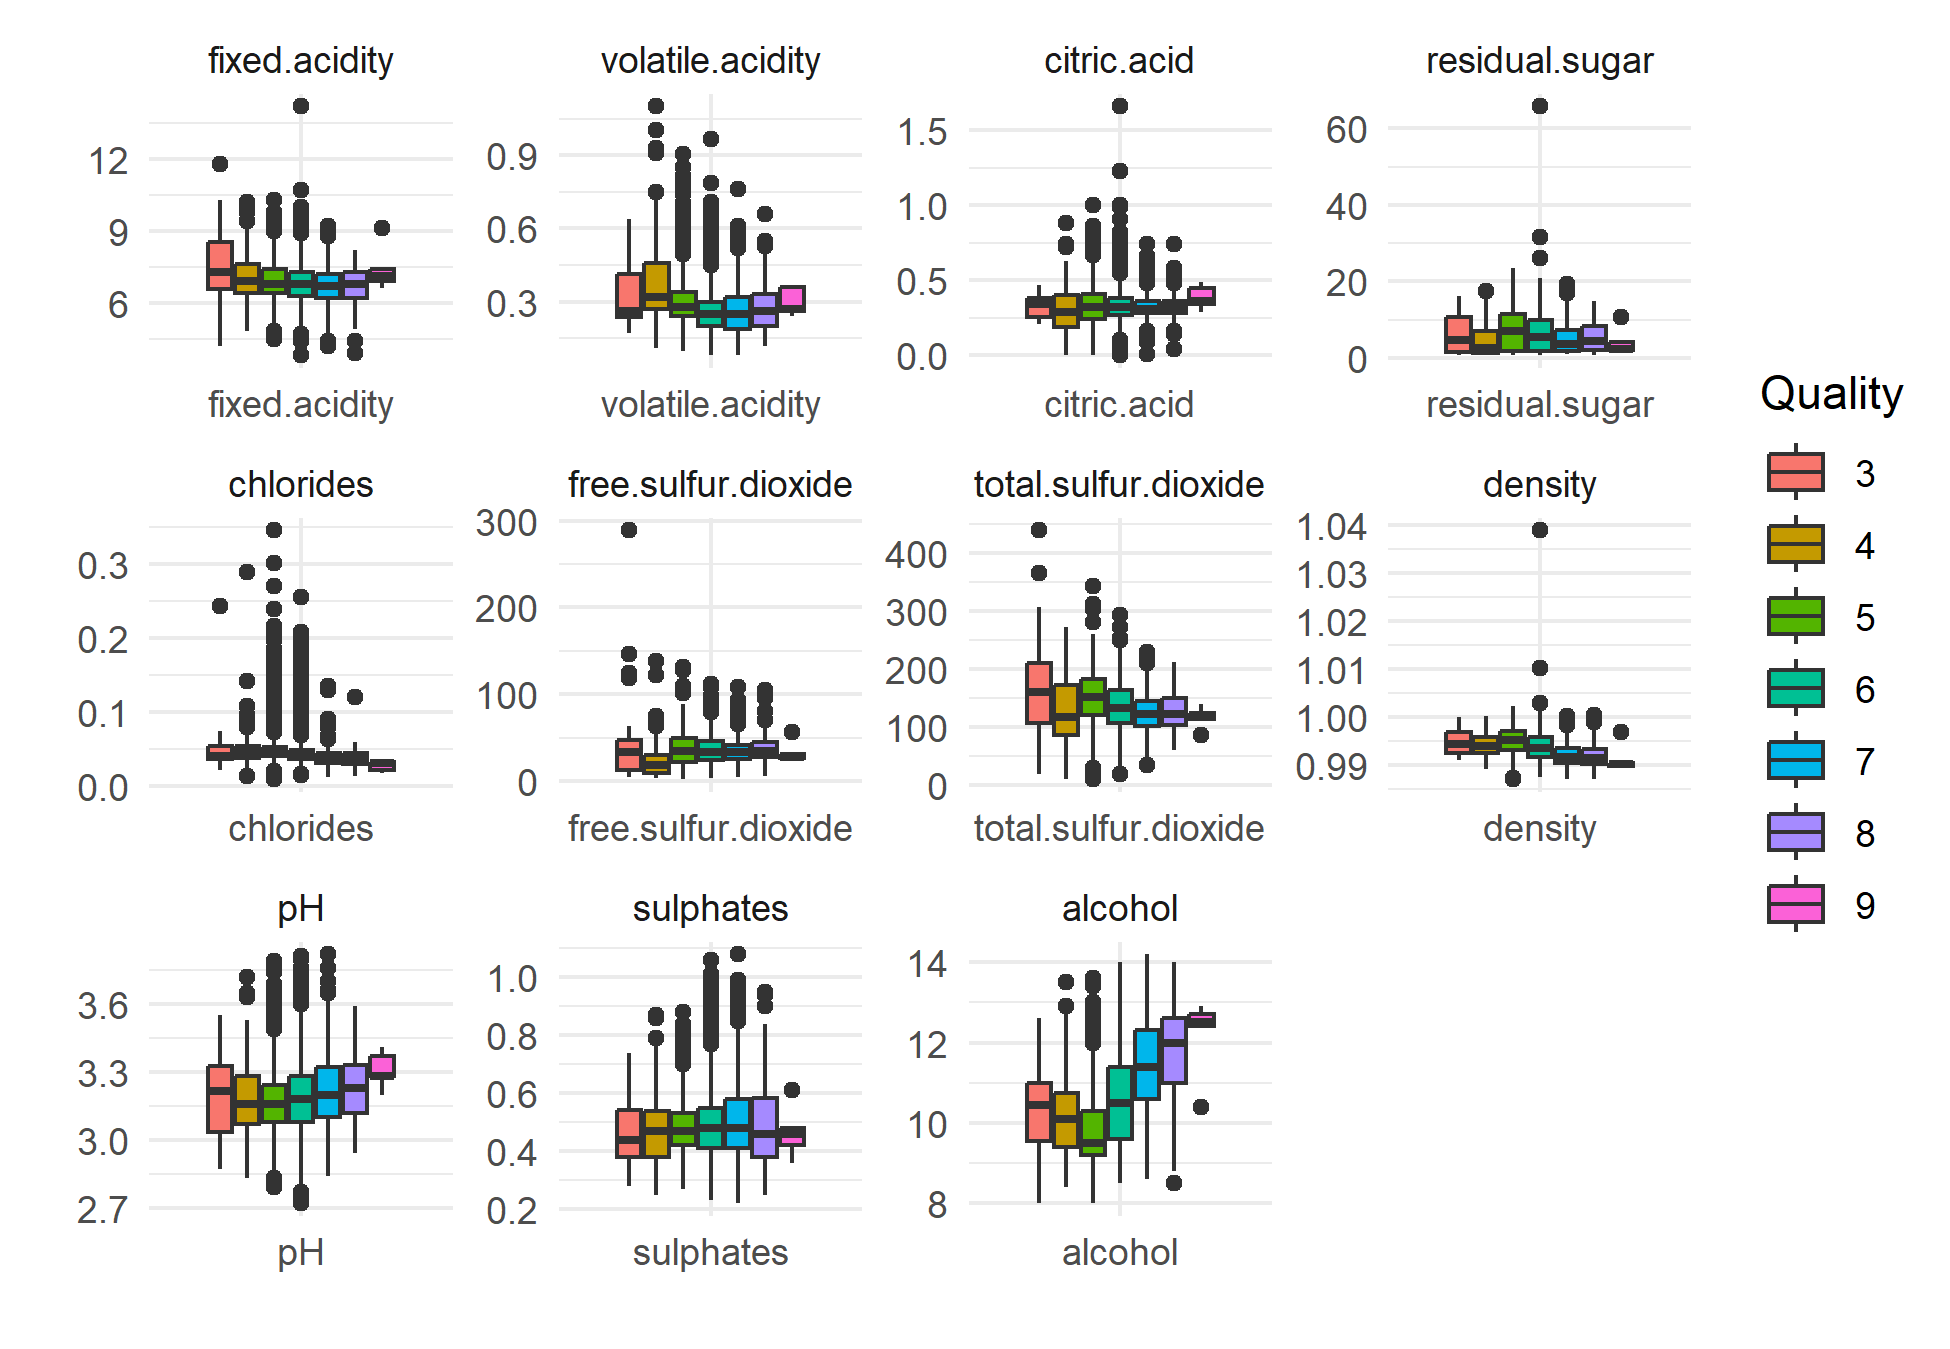 fixed.acidity
volatile.acidity
citric.acid
residual.sugar
12
9
6
0.9
0.6
0.3
1.5
1.0
0.5
0.0
60
40
20
0
fixed.acidity
volatile.acidity
citric.acid
residual.sugar
chlorides
free.sulfur.dioxide
total.sulfur.dioxide
density
0.3
0.2
0.1
0.0
300
200
100
0
400
300
200
100
0
1.04
1.03
1.02
1.01
1.00
0.99
chlorides
free.sulfur.dioxide
total.sulfur.dioxide
density
pH
sulphates
alcohol
3.6
3.3
3.0
2.7
1.0
0.8
0.6
0.4
0.2
14
12
10
8
pH
sulphates
alcohol
Quality
3
4
5
6
7
8
9